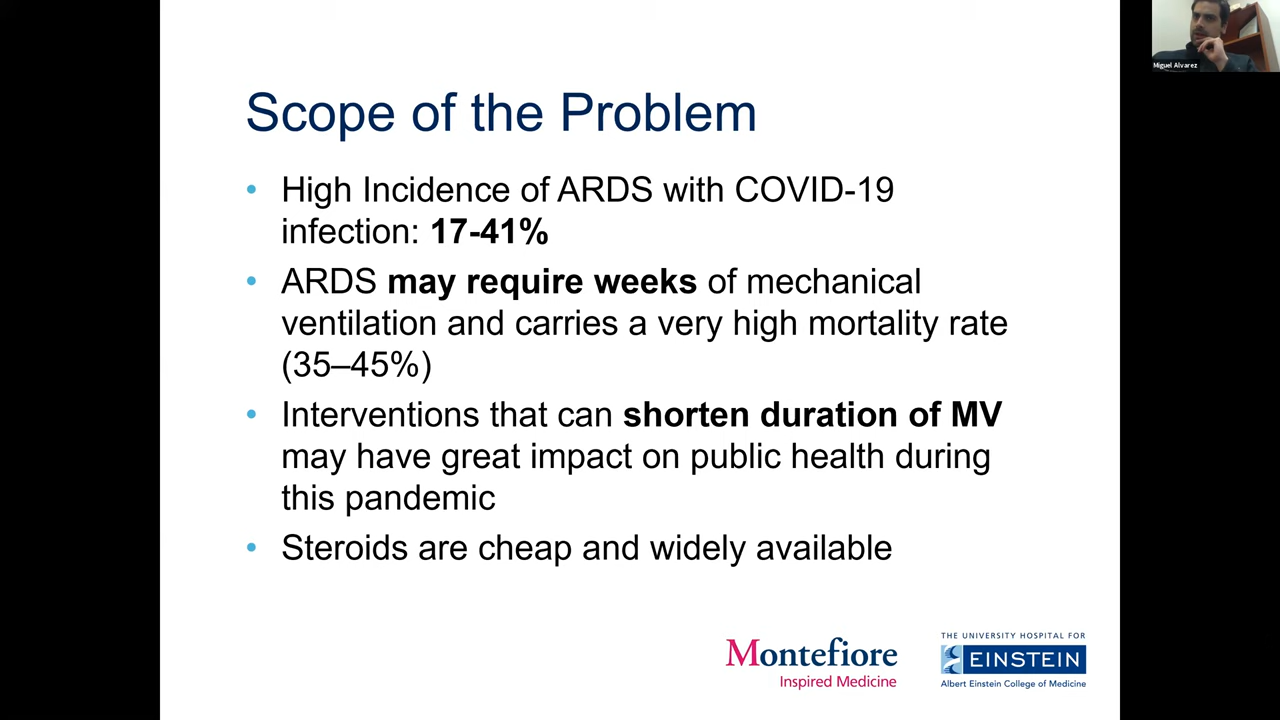 Miguel Alvarez
Scope of the Problem
• High Incidence of ARDS with COVID-19
infection: 17-41%
• ARDS may require weeks of mechanical
ventilation and carries a very high mortality rate
(35–45%)
• Interventions that can shorten duration of MV
may have great impact on public health during
this pandemic
• Steroids are cheap and widely available
Montefiore
Inspired Medicine
THE UNIVERSITY HOSPITAL FOR
EINSTEIN
Albert Einstein College of Medicine